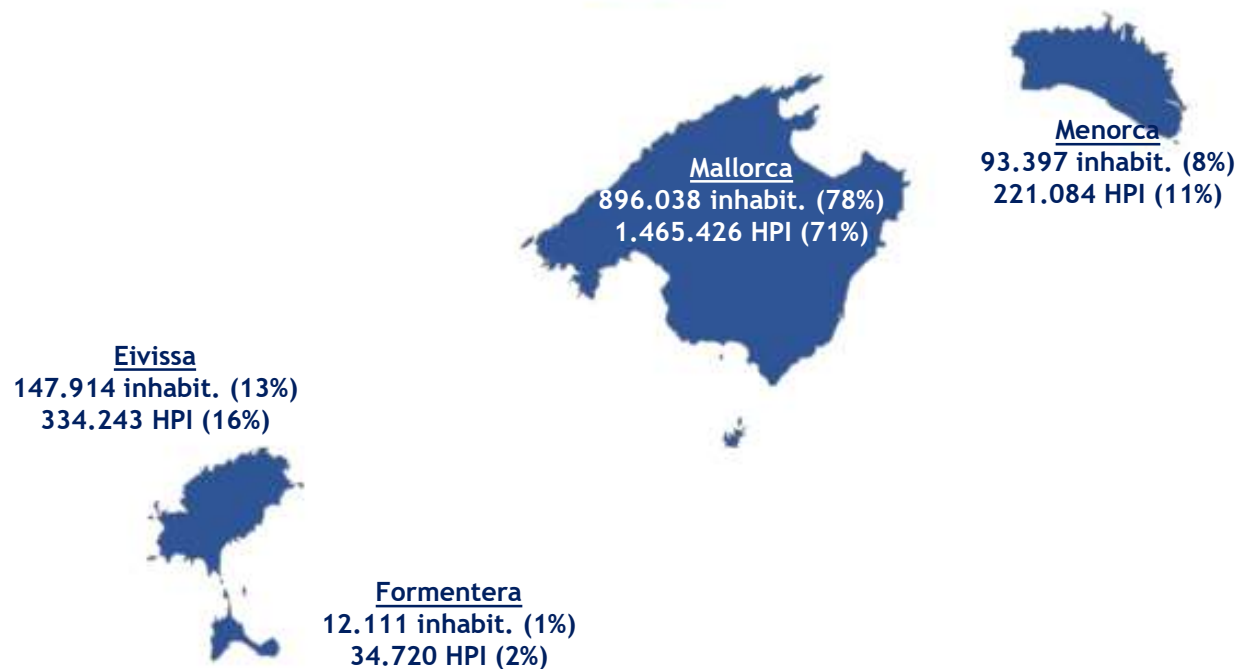 Menorca
93.397 inhabit. (8%)
221.084 HPI (11%)
Mallorca
896.038 inhabit. (78%)
1.465.426 HPI (71%)
Eivissa
147.914 inhabit. (13%)
334.243 HPI (16%)
Formentera
12.111 inhabit. (1%)
34.720 HPI (2%)